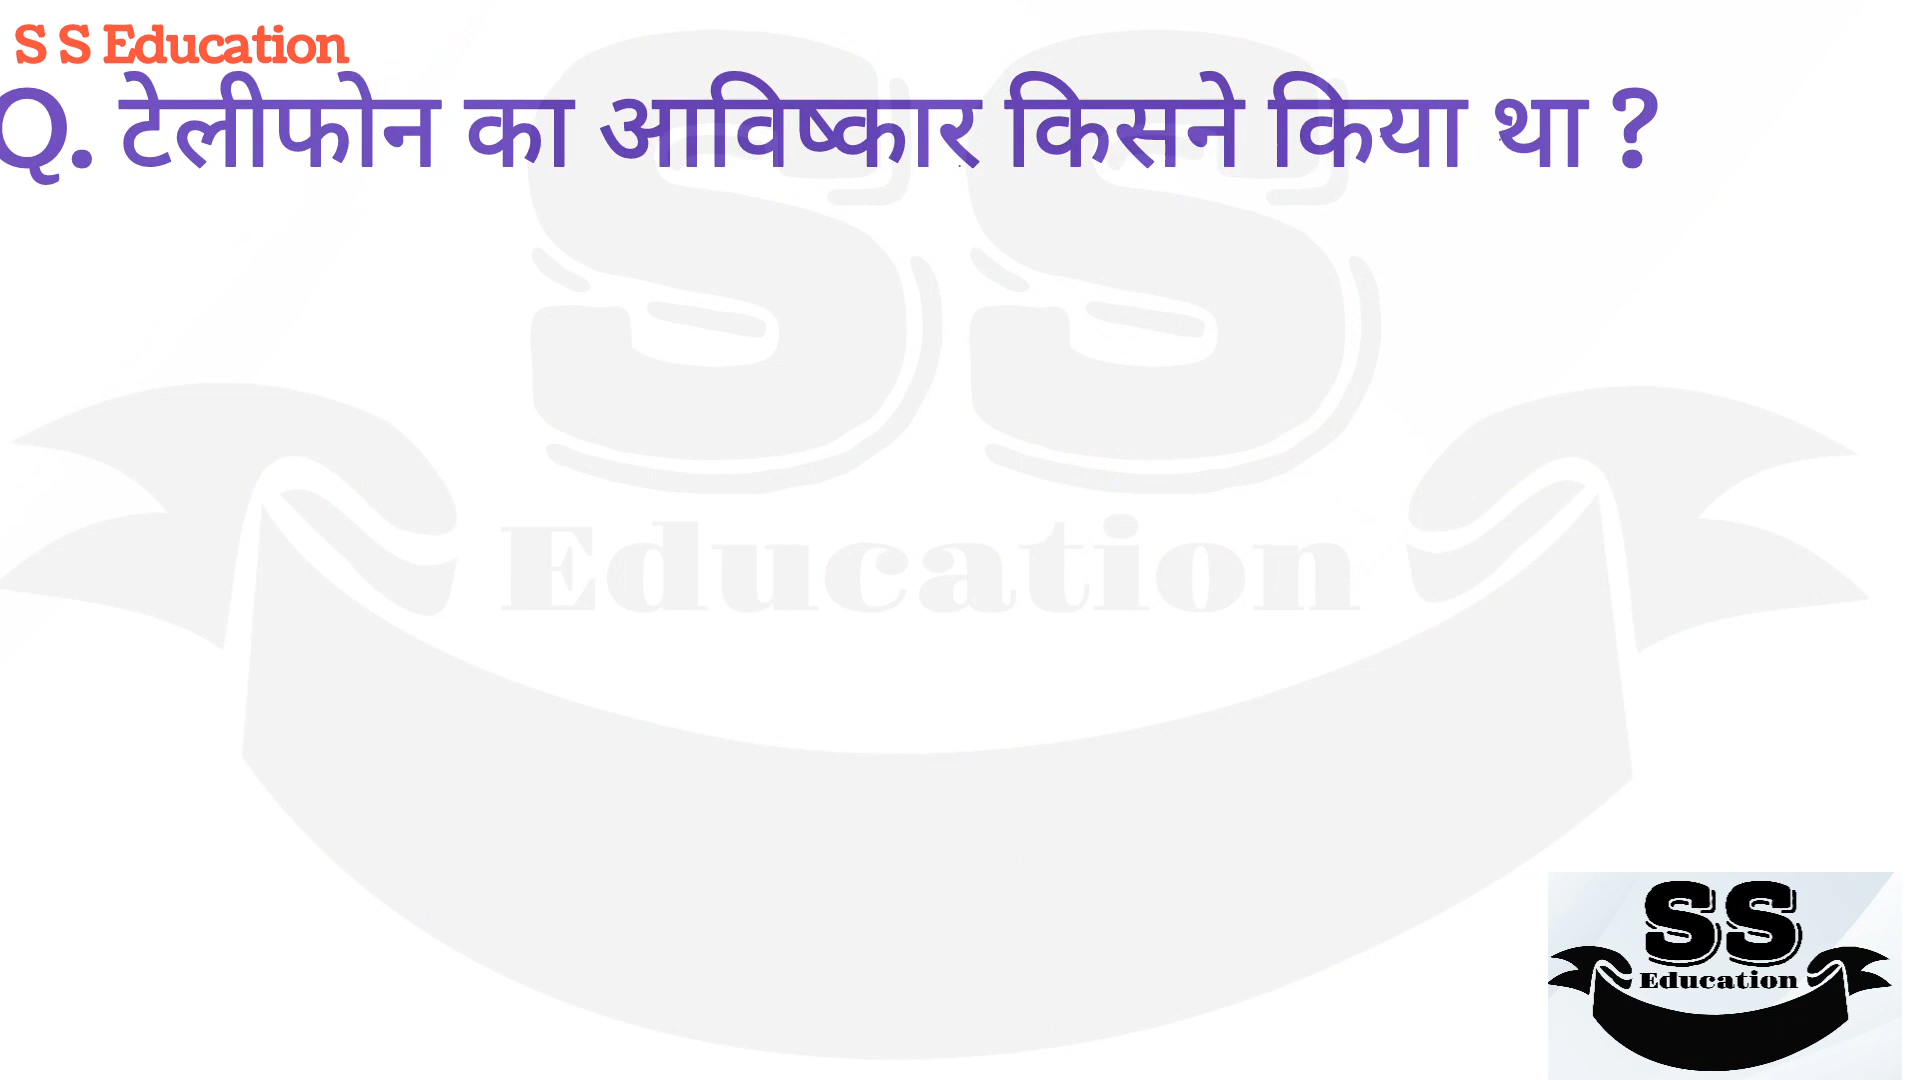 S S Education
Q. टेलीफोन का आविष्कार किसने किया था ?
SS
Education
SS
Education